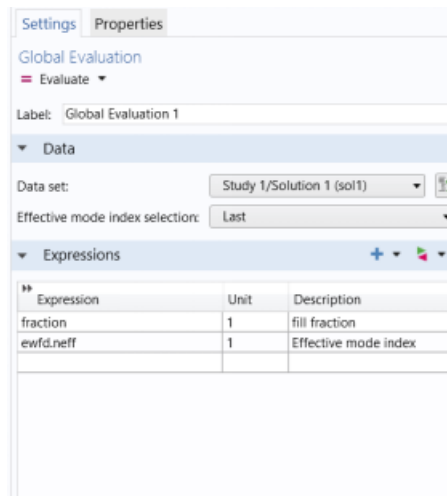 Settings Properties
Global Evaluation
= Evaluate
Label: Global Evaluation 1
Data
Data set: Study 1/Solution 1 (sol1)
Effective mode index selection: Last
Expressions
Expression Unit Description
fraction 1 fill fraction
ewfd.neff 1 Effective mode index